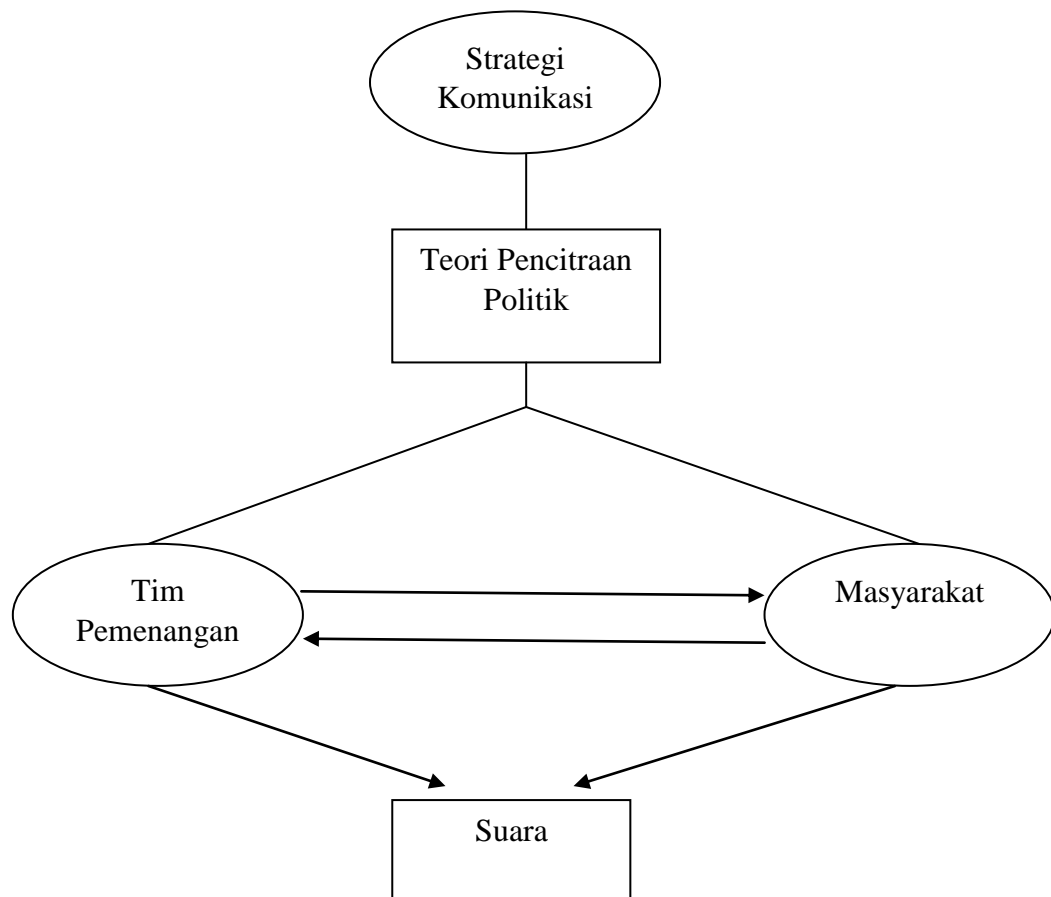 Strategi
Komunikasi
Teori Pencitraan
Politik
Tim
Pemenangan
Masyarakat
Suara